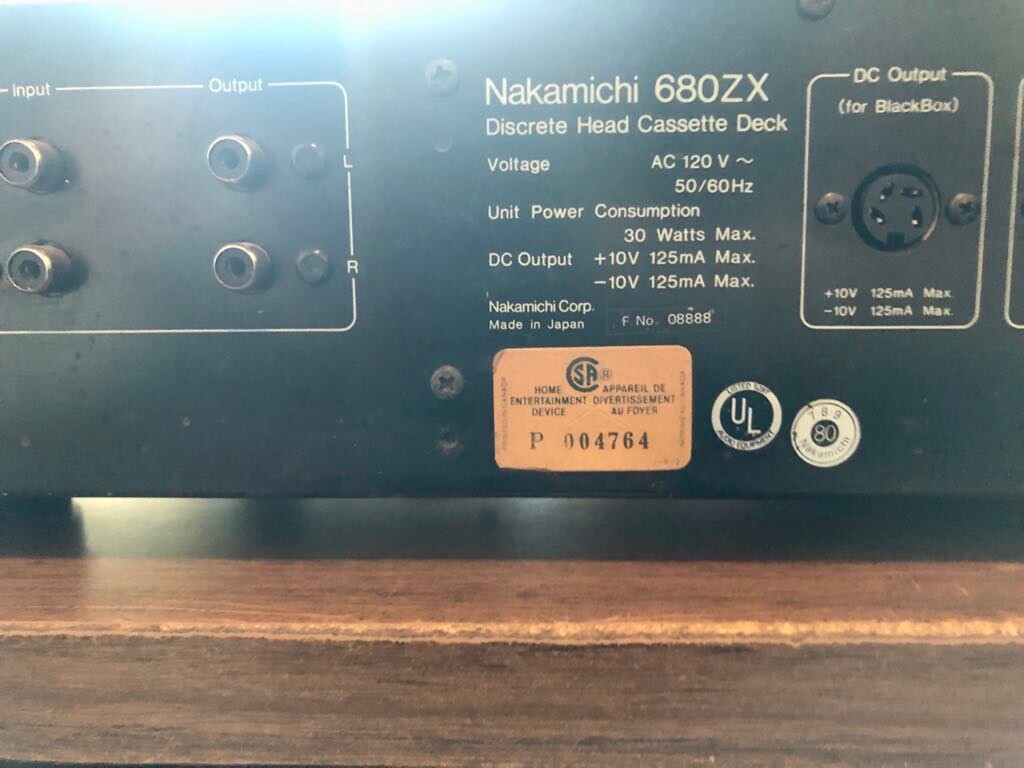 Input
Output
L
R
Nakamichi 680ZX
Discrete Head Cassette Deck
Voltage AC 120 V ~
50/60Hz
Unit Power Consumption
30 Watts Max.
DC Output +10V 125mA Max.
−10V 125mA Max.
Nakamichi Corp.
Made in Japan
F No. 08888
DC Output
(for BlackBox)
+10V 125mA Max.
−10V 125mA Max.
SA ®
HOME APPAREIL DE
ENTERTAINMENT DIVERTISSEMENT
DEVICE AU FOYER
P 004764
LISTED
UL
AUDIO EQUIPMENT
7 8 9
80
Nakamichi